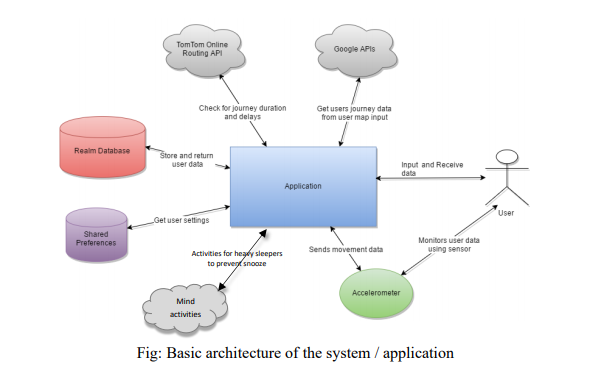 TomTom Online
Routing API
Google APIs
Check for journey duration
and delays
Get users journey data
from user map input
Realm Database
Store and return
user data
Application
Input and Receive
data
User
Shared
Preferences
Get user settings
Activities for heavy sleepers
to prevent snooze
Sends movement data
Monitors user data
using sensor
Mind
activities
Accelerometer
Fig: Basic architecture of the system / application